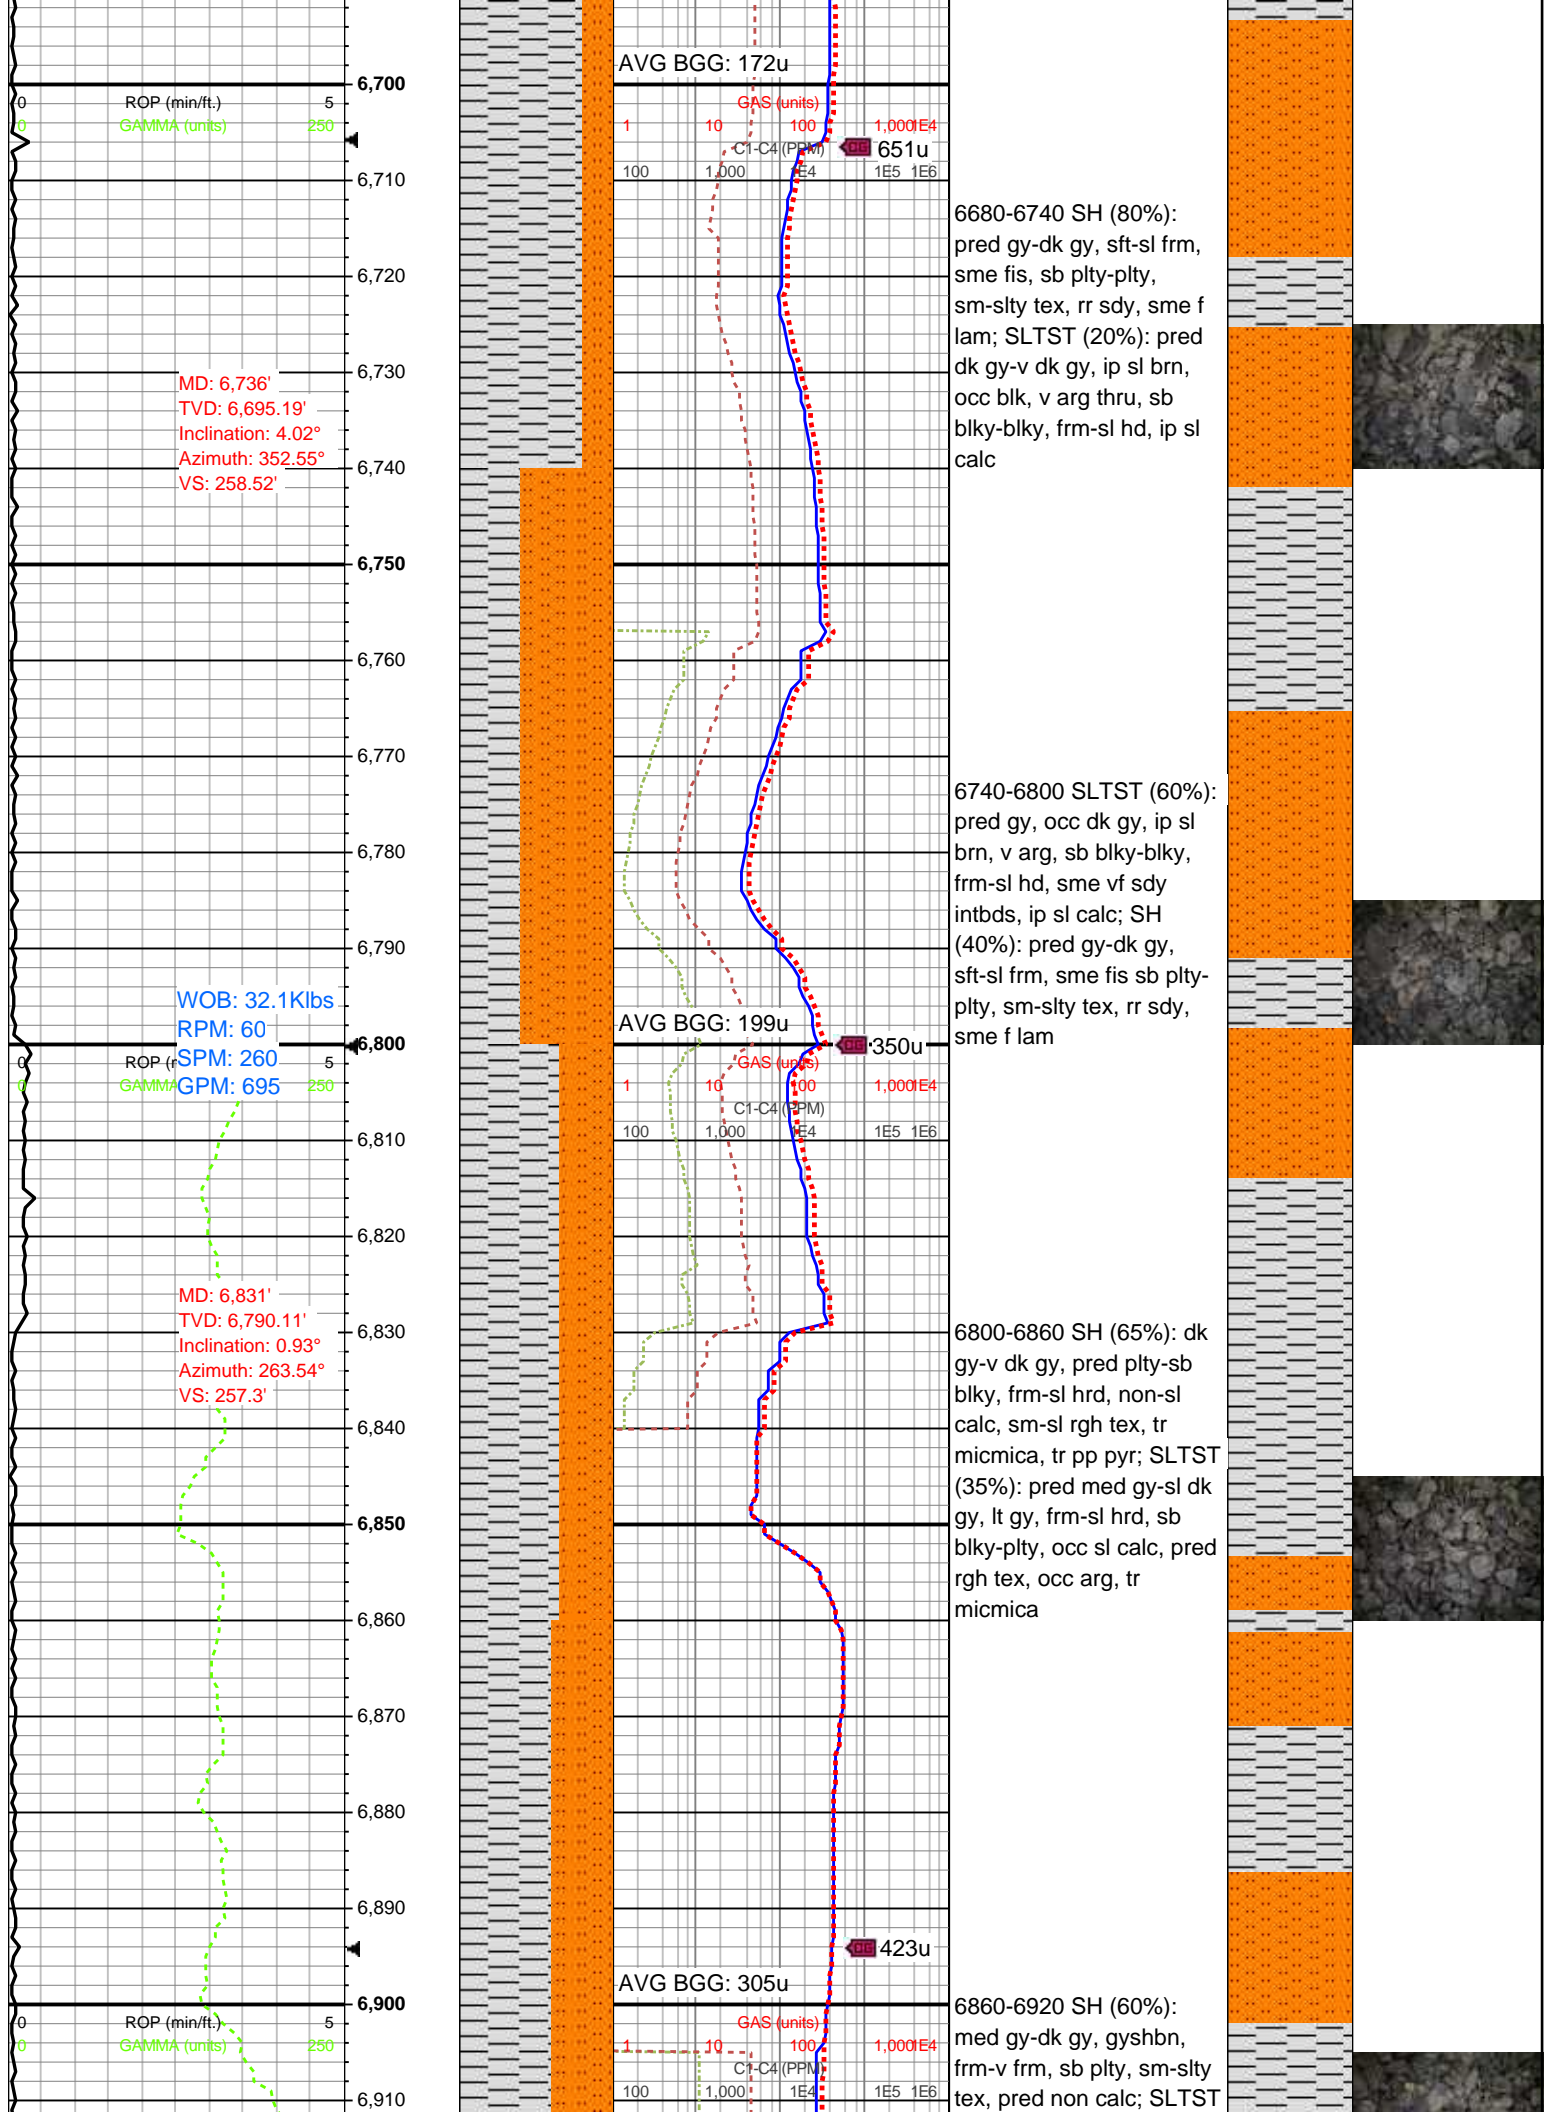 AVG BGG: 172u
6,700
0 ROP (min/ft.) 5
0 GAMMA (units) 250
GAS (units)
1 10 100 1,000 1E4
C1-C4 (PPM)
100 1,000 1E4 1E5 1E6
DG 651u
6,710
6680-6740 SH (80%):
pred gy-dk gy, sft-sl frm,
sme fis, sb plty-plty,
sm-slty tex, rr sdy, sme f
lam; SLTST (20%): pred
dk gy-v dk gy, ip sl brn,
occ blk, v arg thru, sb
blky-blky, frm-sl hd, ip sl
calc
6,720
6,730
MD: 6,736'
TVD: 6,695.19'
Inclination: 4.02°
Azimuth: 352.55°
VS: 258.52'
6,740
6,750
6,760
6,770
6740-6800 SLTST (60%):
pred gy, occ dk gy, ip sl
brn, v arg, sb blky-blky,
frm-sl hd, sme vf sdy
intbds, ip sl calc; SH
(40%): pred gy-dk gy,
sft-sl frm, sme fis sb plty-
plty, sm-slty tex, rr sdy,
sme f lam
6,780
6,790
WOB: 32.1Klbs
RPM: 60
SPM: 260
GPM: 695
AVG BGG: 199u
6,800
0 ROP (r 5
0 GAMMA 250
GAS (units)
1 10 100 1,000 1E4
C1-C4 (PPM)
100 1,000 1E4 1E5 1E6
DG 350u
6,810
6,820
MD: 6,831'
TVD: 6,790.11'
Inclination: 0.93°
Azimuth: 263.54°
VS: 257.3'
6,830
6800-6860 SH (65%): dk
gy-v dk gy, pred plty-sb
blky, frm-sl hrd, non-sl
calc, sm-sl rgh tex, tr
micmica, tr pp pyr; SLTST
(35%): pred med gy-sl dk
gy, lt gy, frm-sl hrd, sb
blky-plty, occ sl calc, pred
rgh tex, occ arg, tr
micmica
6,840
6,850
6,860
6,870
6,880
6,890
DG 423u
AVG BGG: 305u
6,900
0 ROP (min/ft.) 5
0 GAMMA (units) 250
GAS (units)
1 10 100 1,000 1E4
C1-C4 (PPM)
100 1,000 1E4 1E5 1E6
6860-6920 SH (60%):
med gy-dk gy, gyshbn,
frm-v frm, sb plty, sm-slty
tex, pred non calc; SLTST
6,910